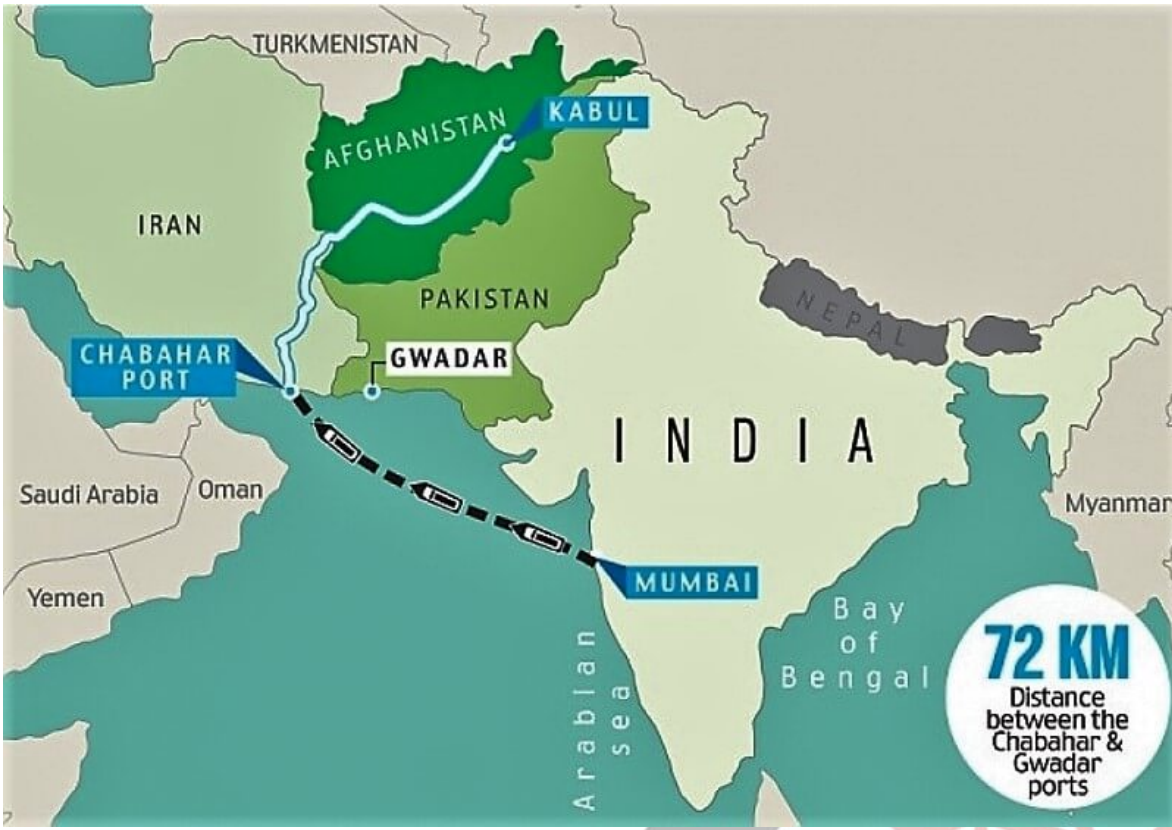 TURKMENISTAN
KABUL
AFGHANISTAN
IRAN
PAKISTAN
NEPAL
CHABAHAR
PORT
GWADAR
INDIA
Saudi Arabia
Oman
Myanmar
MUMBAI
Yemen
Bay
of
Bengal
Arabian
sea
72 KM
Distance
between the
Chabahar &
Gwadar
ports